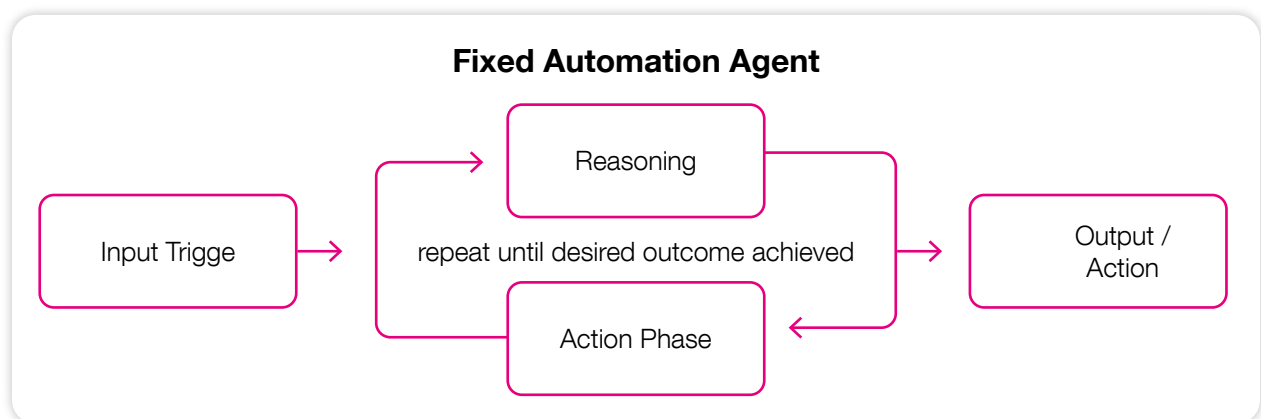 Fixed Automation Agent
Reasoning
Input Trigge
repeat until desired outcome achieved
Output /
Action
Action Phase